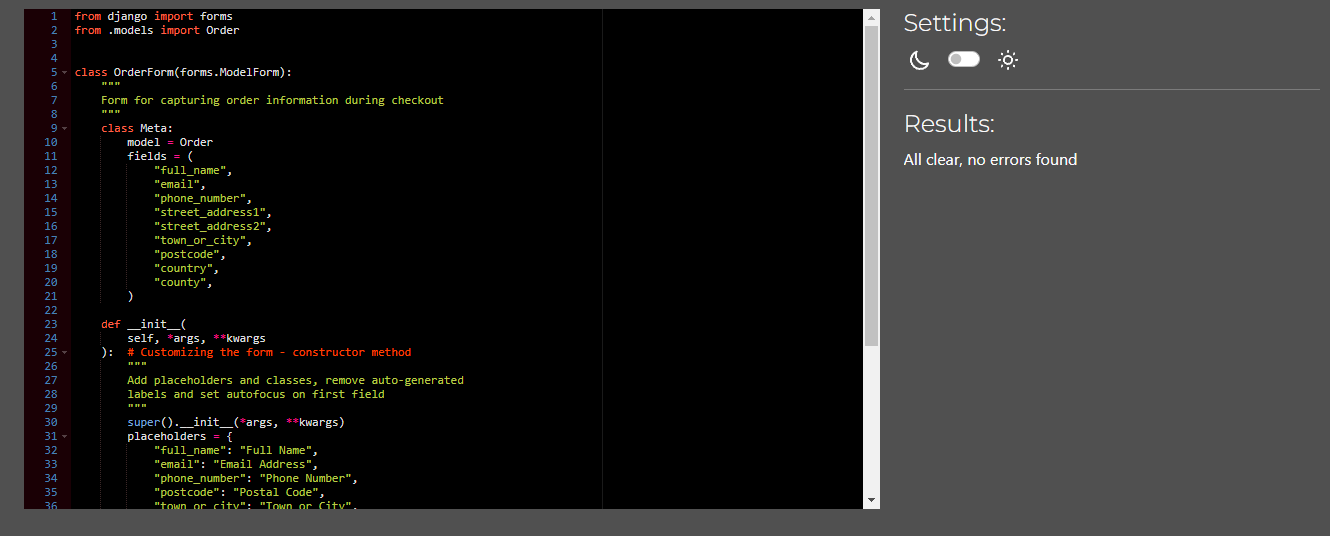 1 from django import forms
2 from .models import Order
3
4
5 class OrderForm(forms.ModelForm):
6     """
7     Form for capturing order information during checkout
8     """
9     class Meta:
10         model = Order
11         fields = (
12             "full_name",
13             "email",
14             "phone_number",
15             "street_address1",
16             "street_address2",
17             "town_or_city",
18             "postcode",
19             "country",
20             "county",
21         )
22
23     def __init__(
24         self, *args, **kwargs
25     ):  # Customizing the form - constructor method
26         """
27         Add placeholders and classes, remove auto-generated
28         labels and set autofocus on first field
29         """
30         super().__init__(*args, **kwargs)
31         placeholders = {
32             "full_name": "Full Name",
33             "email": "Email Address",
34             "phone_number": "Phone Number",
35             "postcode": "Postal Code",
36             "town_or_city": "Town or City",
Settings:
Results:
All clear, no errors found